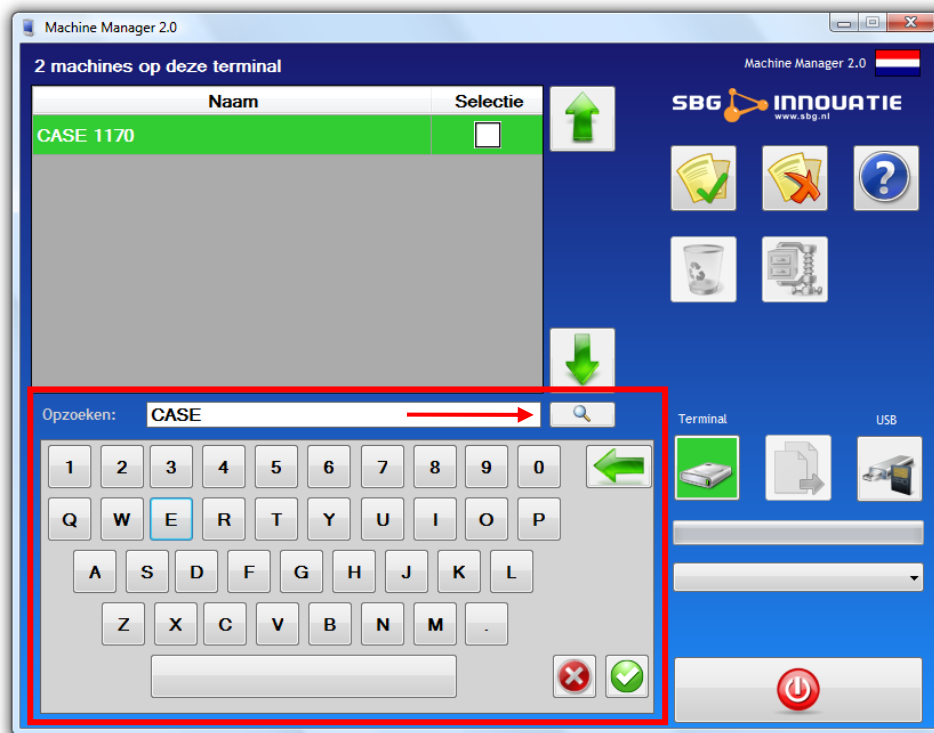 Machine Manager 2.0
2 machines op deze terminal
Machine Manager 2.0
Naam Selectie
SBG INNOVATIE
www.sbg.nl
CASE 1170
?
Opzoeken: CASE
Terminal USB
1 2 3 4 5 6 7 8 9 0
Q W E R T Y U I O P
A S D F G H J K L
Z X C V B N M .